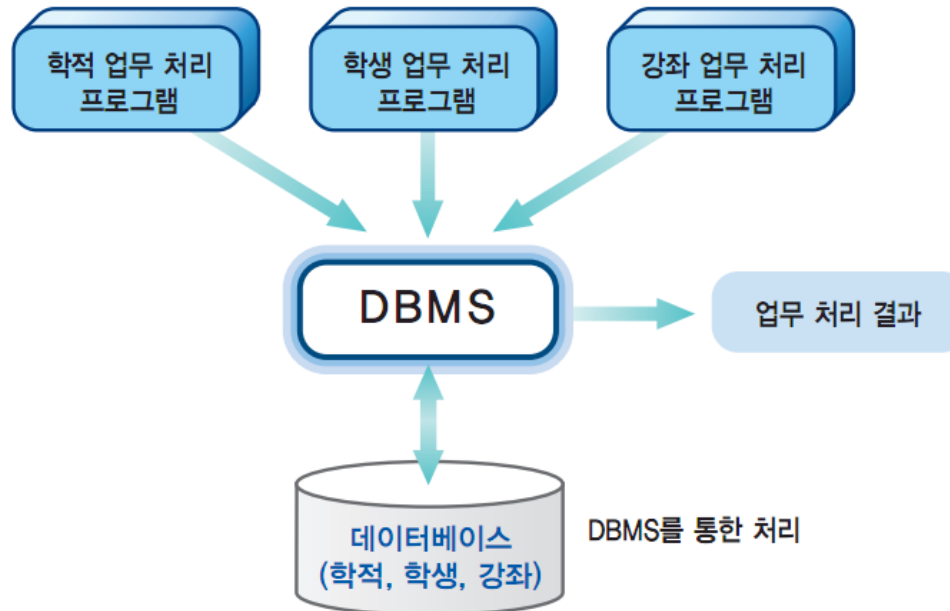 학적 업무 처리
프로그램
학생 업무 처리
프로그램
강좌 업무 처리
프로그램
DBMS
업무 처리 결과
데이터베이스
(학적, 학생, 강좌)
DBMS를 통한 처리